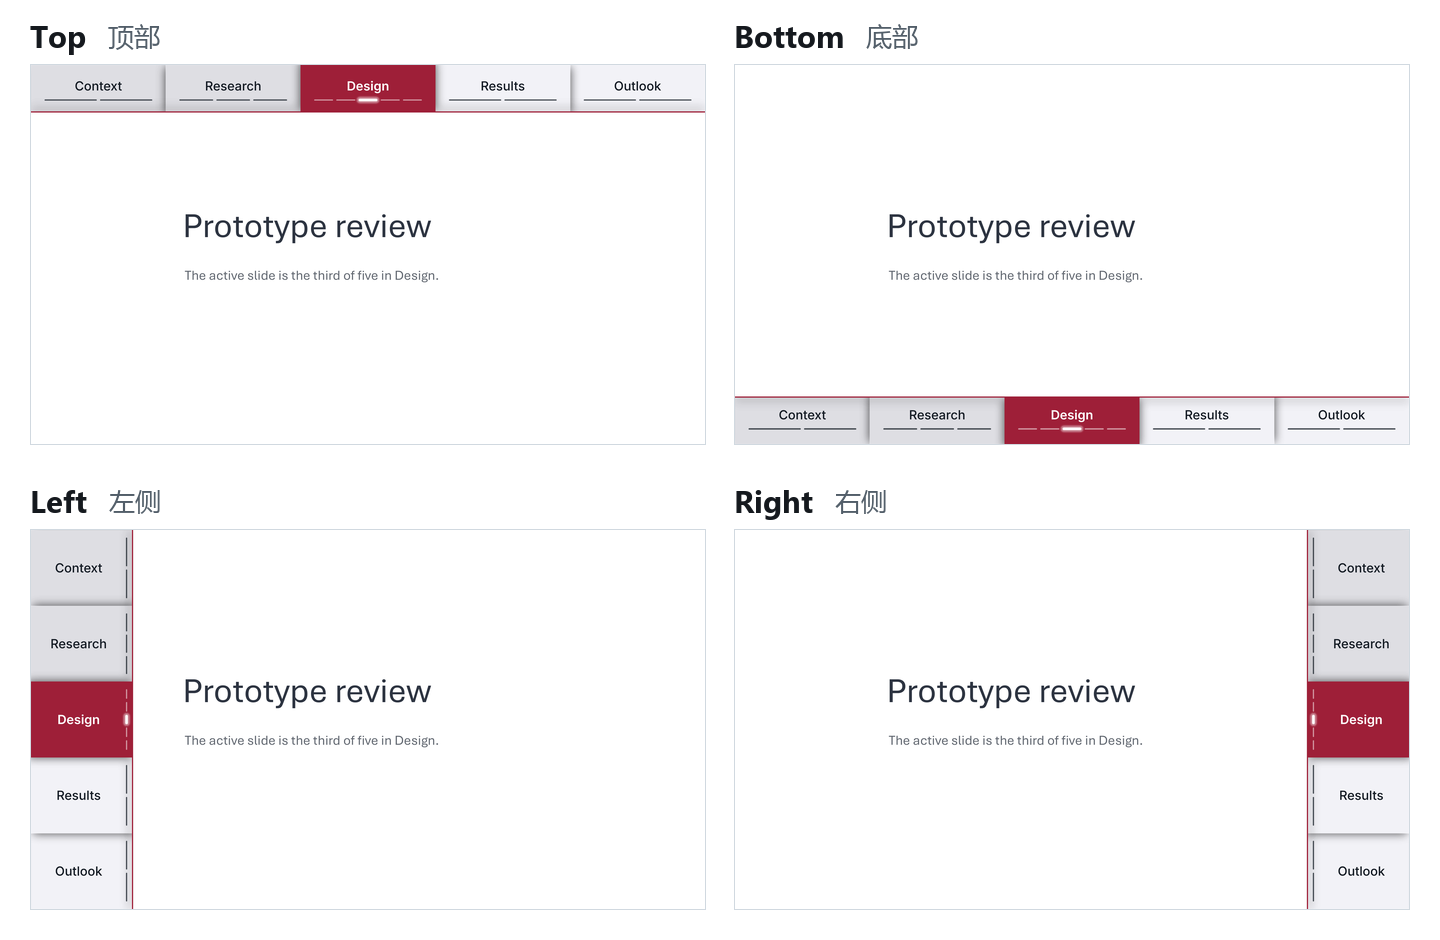 Top 顶部
Context Research Design Results Outlook
Prototype review
The active slide is the third of five in Design.
Bottom 底部
Prototype review
The active slide is the third of five in Design.
Context Research Design Results Outlook
Left 左侧
Context
Research
Design
Results
Outlook
Prototype review
The active slide is the third of five in Design.
Right 右侧
Prototype review
The active slide is the third of five in Design.
Context
Research
Design
Results
Outlook